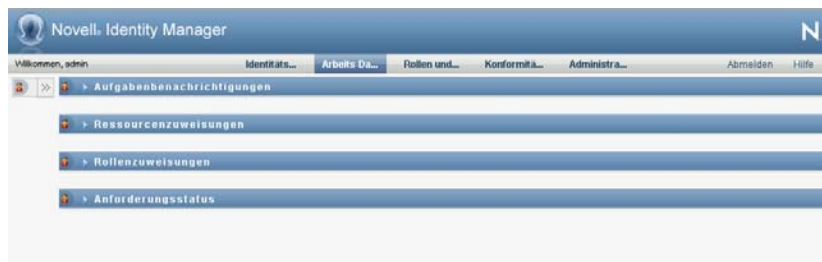 Novell® Identity Manager
N
Willkommen, admin Identitäts... Arbeits Da... Rollen und... Konformitä... Administra... Abmelden Hilfe
Aufgabenbenachrichtigungen
Ressourcenzuweisungen
Rollenzuweisungen
Anforderungsstatus